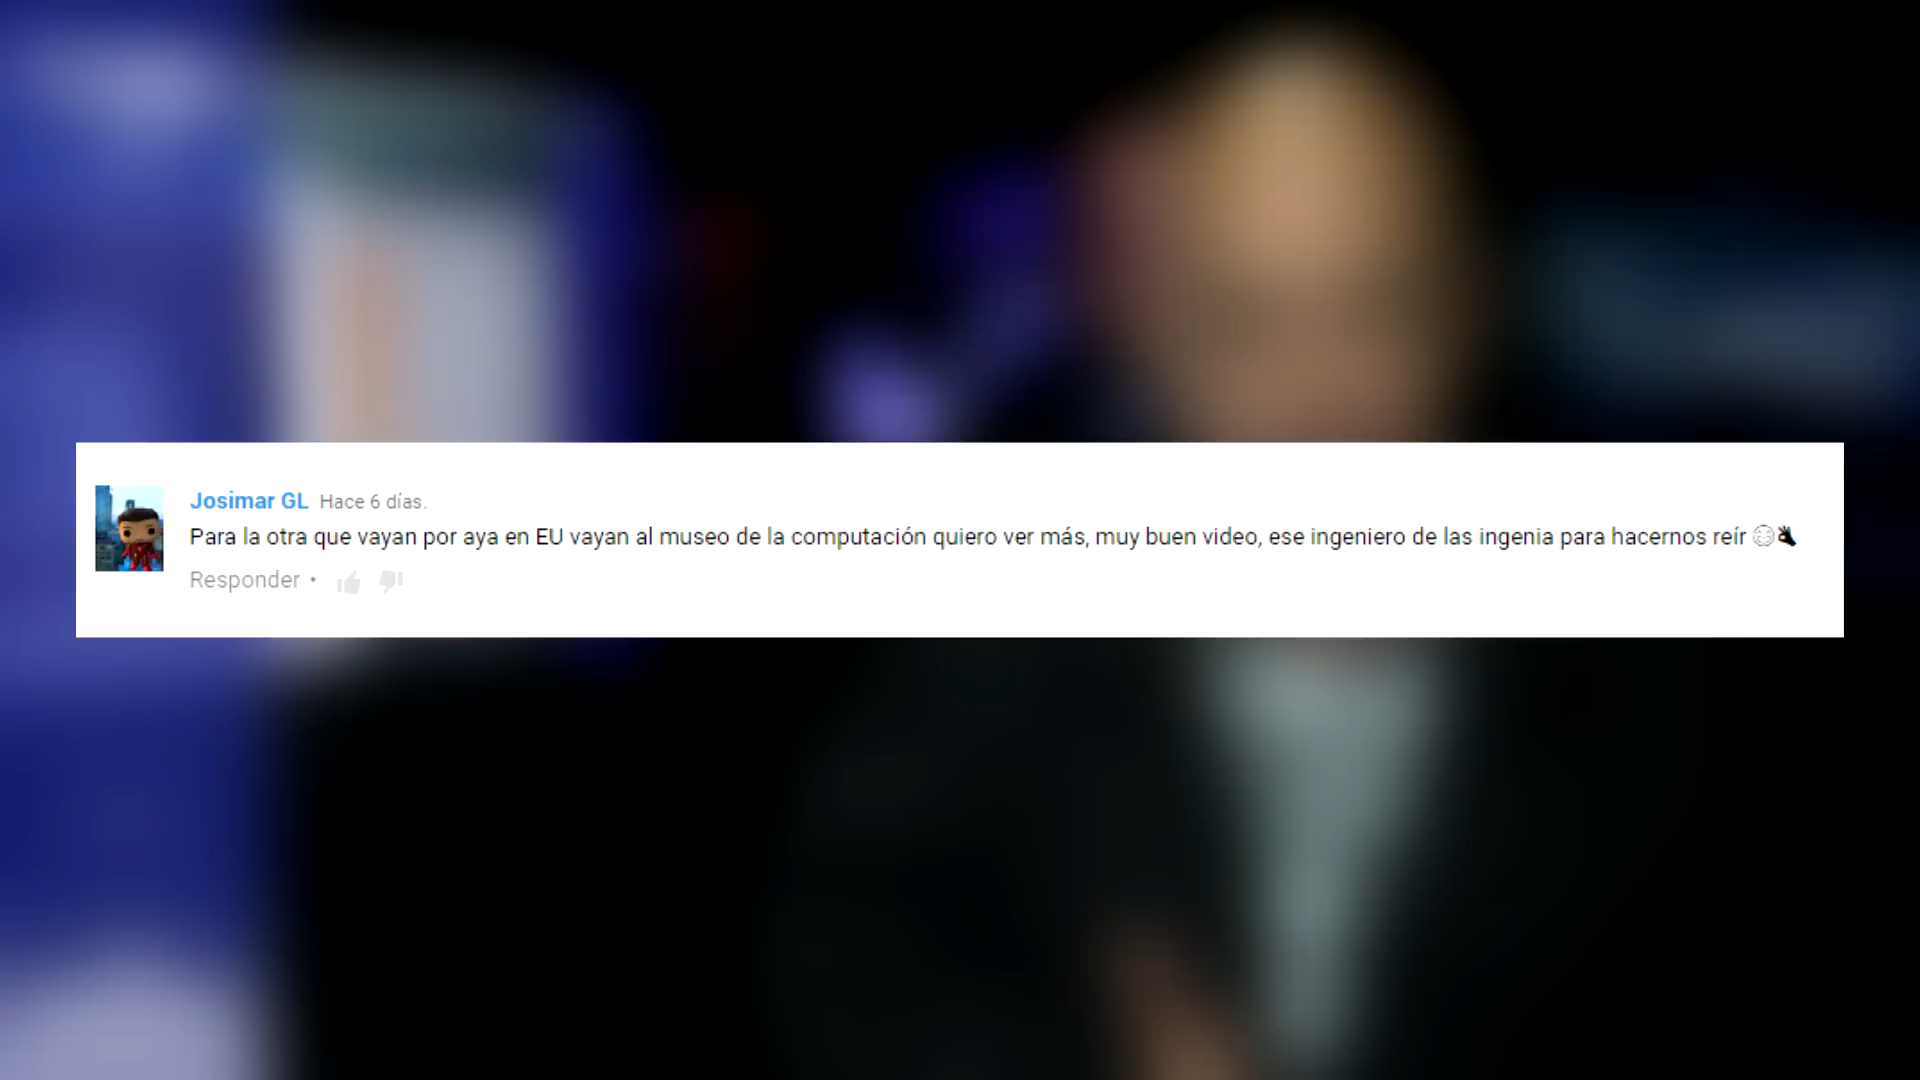 Josimar GL Hace 6 días.
Para la otra que vayan por aya en EU vayan al museo de la computación quiero ver más, muy buen video, ese ingeniero de las ingenia para hacernos reír
Responder •